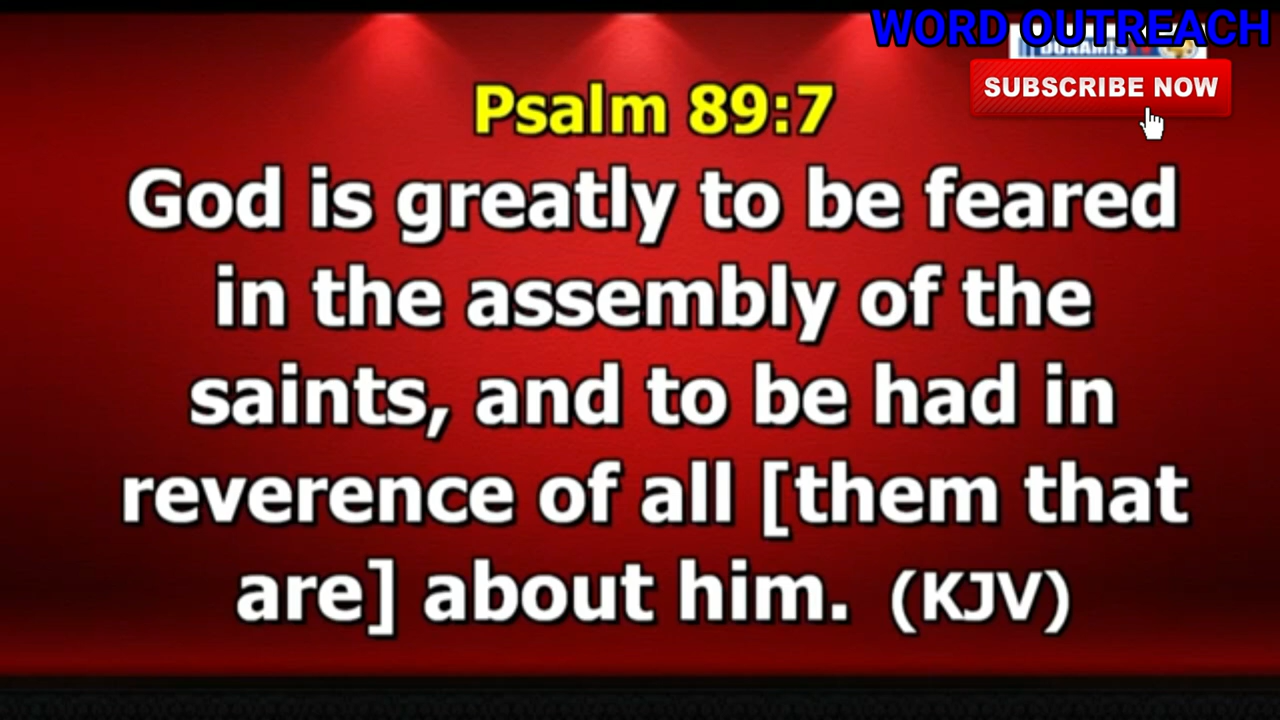 WORD OUTREACH
SUBSCRIBE NOW
Psalm 89:7
God is greatly to be feared
in the assembly of the
saints, and to be had in
reverence of all [them that
are] about him. (KJV)